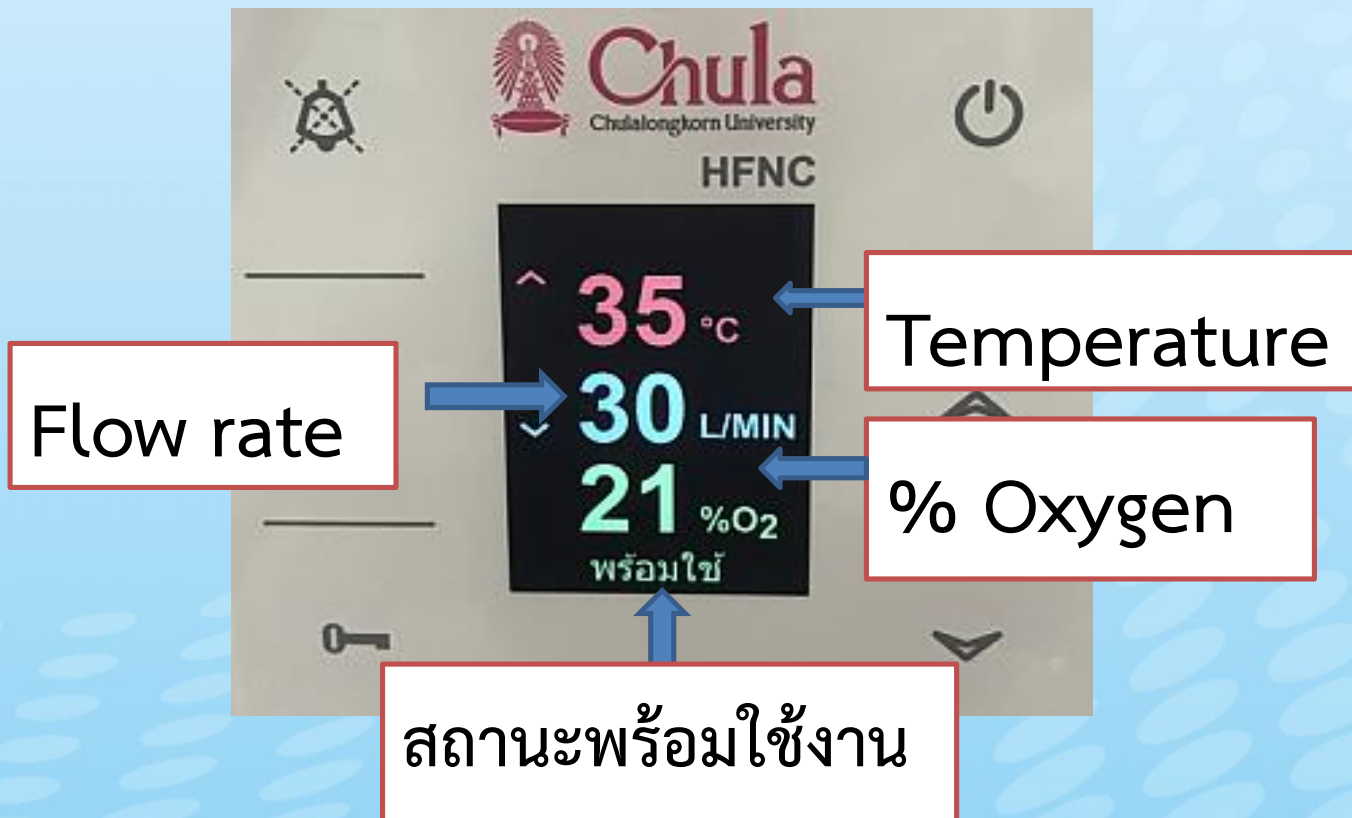 Chula
Chulalongkorn University
HFNC
35 °C
Temperature
Flow rate
30 L/MIN
% Oxygen
21 %O2
พร้อมใช้
สถานะพร้อมใช้งาน